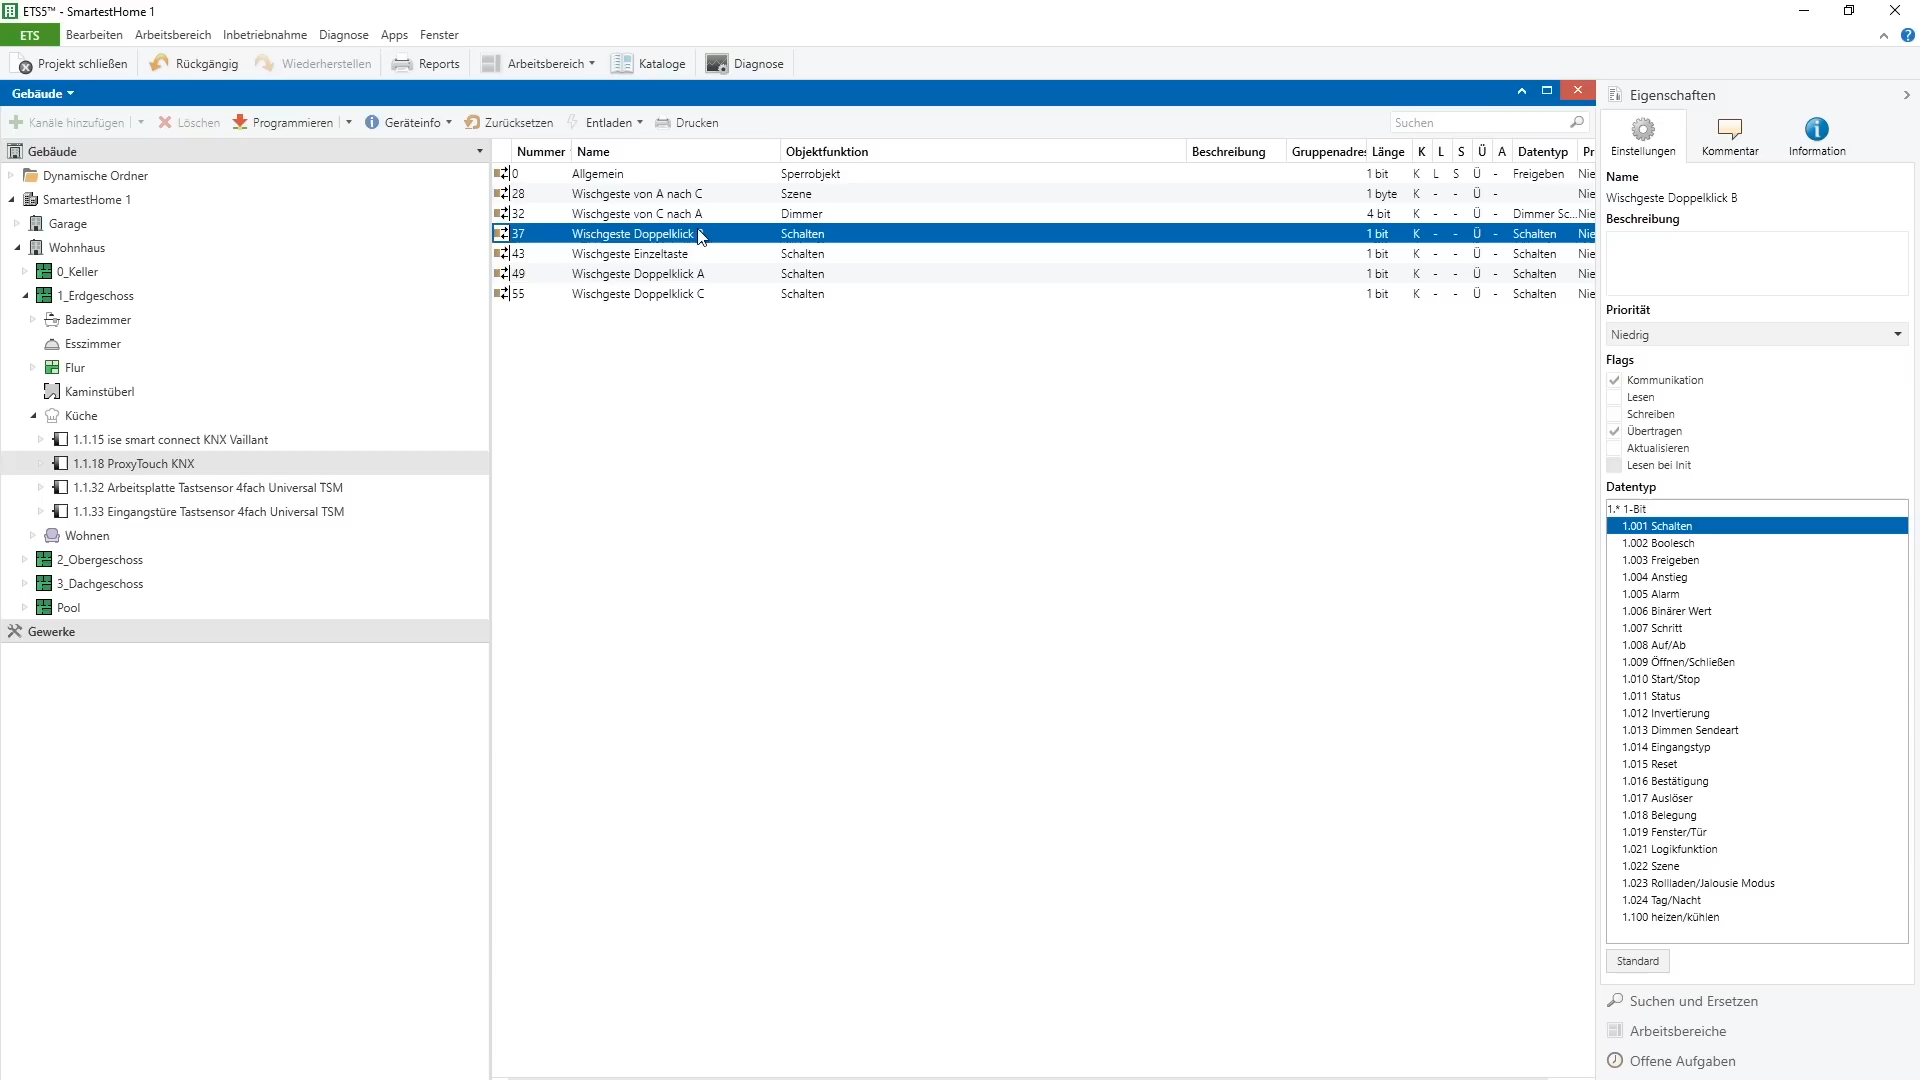 ETS5™ - SmartestHome 1
ETS Bearbeiten Arbeitsbereich Inbetriebnahme Diagnose Apps Fenster
Projekt schließen Rückgängig Wiederherstellen Reports Arbeitsbereich Kataloge Diagnose
Gebäude
Kanäle hinzufügen Löschen Programmieren Geräteinfo Zurücksetzen Entladen Drucken Suchen
Gebäude
Dynamische Ordner
SmartestHome 1
Garage
Wohnhaus
0_Keller
1_Erdgeschoss
Badezimmer
Esszimmer
Flur
Kaminstüberl
Küche
1.1.15 ise smart connect KNX Vaillant
1.1.18 ProxyTouch KNX
1.1.32 Arbeitsplatte Tastsensor 4fach Universal TSM
1.1.33 Eingangstüre Tastsensor 4fach Universal TSM
Wohnen
2_Obergeschoss
3_Dachgeschoss
Pool
Gewerke
Nummer Name Objektfunktion Beschreibung Gruppenadres Länge K L S Ü A Datentyp Pr
0 Allgemein Sperrobjekt 1 bit K L S Ü - Freigeben Nie
28 Wischgeste von A nach C Szene 1 byte K - - Ü - Nie
32 Wischgeste von C nach A Dimmer 4 bit K - - Ü - Dimmer Sc... Nie
37 Wischgeste Doppelklick Schalten 1 bit K - - Ü - Schalten Nie
43 Wischgeste Einzeltaste Schalten 1 bit K - - Ü - Schalten Nie
49 Wischgeste Doppelklick A Schalten 1 bit K - - Ü - Schalten Nie
55 Wischgeste Doppelklick C Schalten 1 bit K - - Ü - Schalten Nie
Eigenschaften
Einstellungen Kommentar Information
Name
Wischgeste Doppelklick B
Beschreibung
Priorität
Niedrig
Flags
Kommunikation
Lesen
Schreiben
Übertragen
Aktualisieren
Lesen bei Init
Datentyp
1.* 1-Bit
1.001 Schalten
1.002 Boolesch
1.003 Freigeben
1.004 Anstieg
1.005 Alarm
1.006 Binärer Wert
1.007 Schritt
1.008 Auf/Ab
1.009 Öffnen/Schließen
1.010 Start/Stop
1.011 Status
1.012 Invertierung
1.013 Dimmen Sendeart
1.014 Eingangstyp
1.015 Reset
1.016 Bestätigung
1.017 Auslöser
1.018 Belegung
1.019 Fenster/Tür
1.021 Logikfunktion
1.022 Szene
1.023 Rollladen/Jalousie Modus
1.024 Tag/Nacht
1.100 heizen/kühlen
Standard
Suchen und Ersetzen
Arbeitsbereiche
Offene Aufgaben